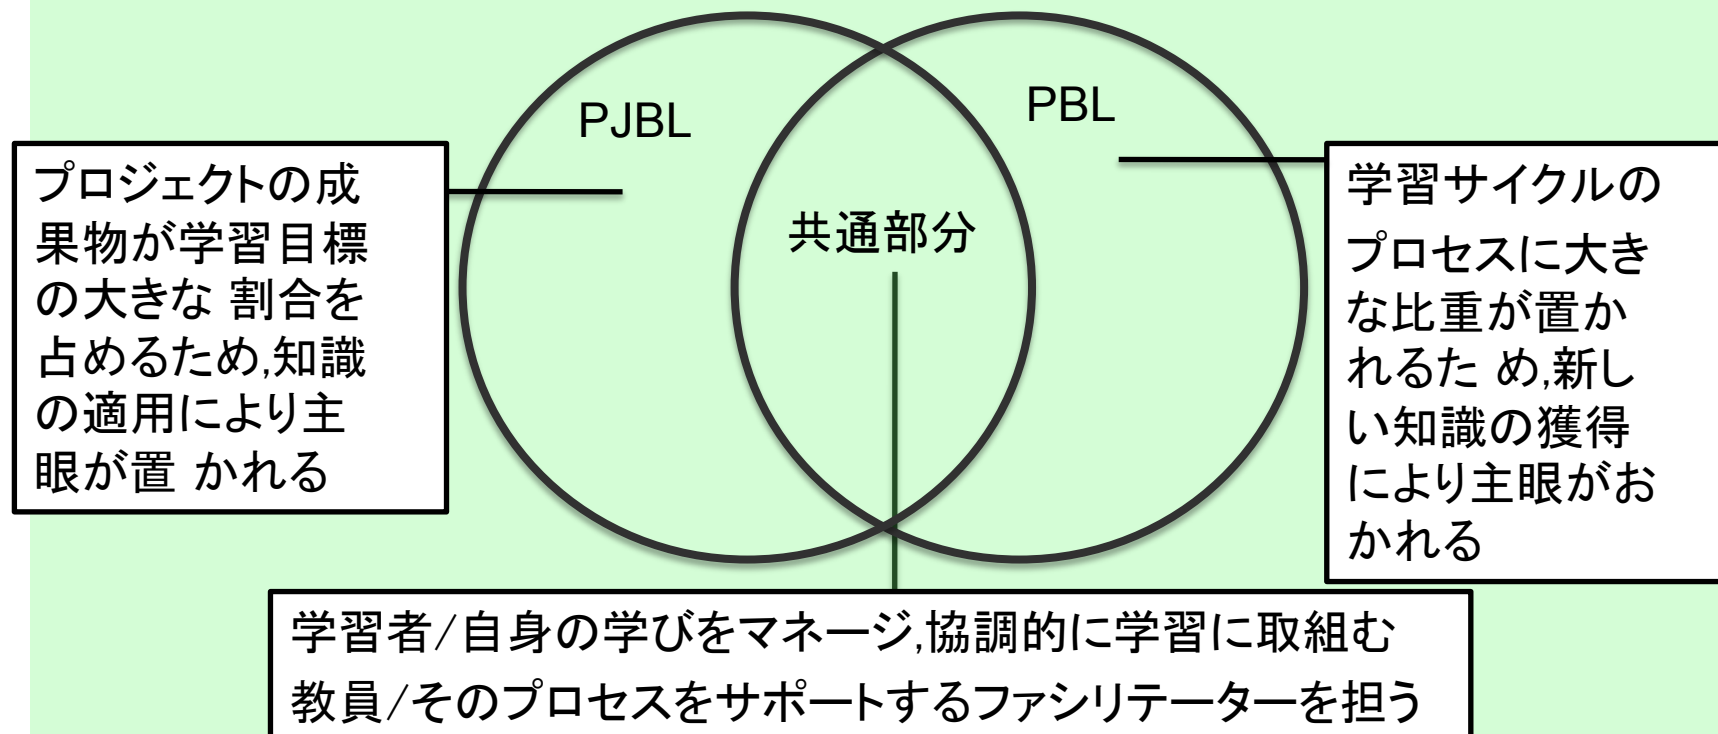 PJBL
PBL
プロジェクトの成
果物が学習目標
の大きな 割合を
占めるため,知識
の適用により主
眼が置 かれる
共通部分
学習サイクルの
プロセスに大き
な比重が置か
れるた め,新し
い知識の獲得
により主眼がお
かれる
学習者/自身の学びをマネージ,協調的に学習に取組む
教員/そのプロセスをサポートするファシリテーターを担う